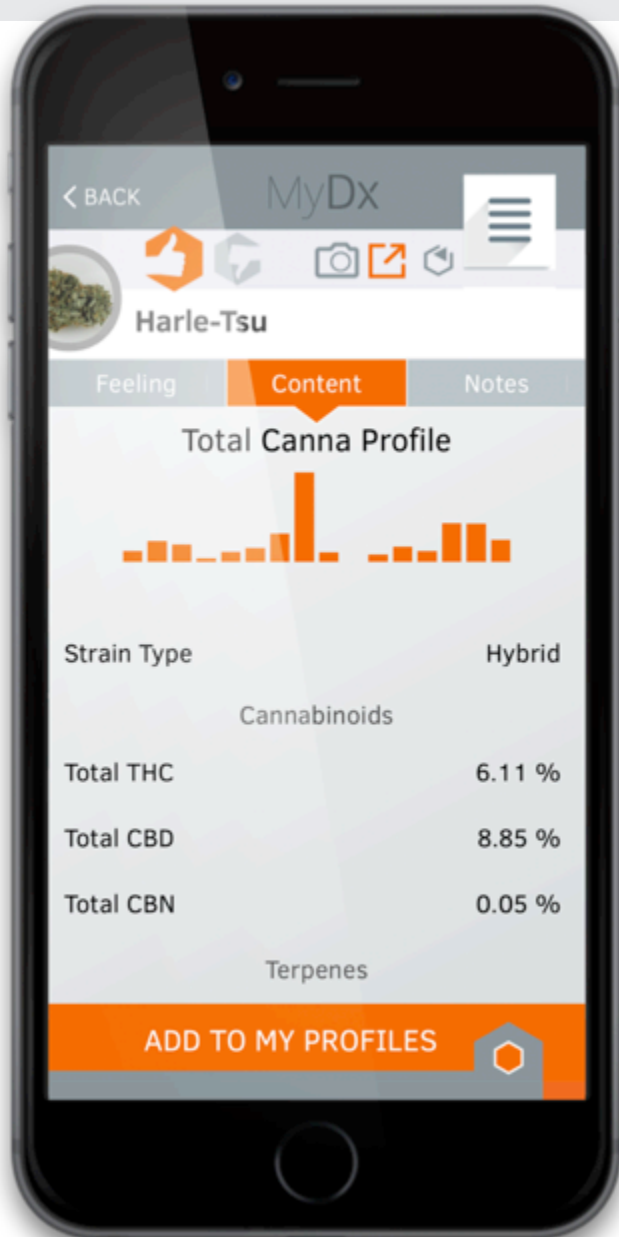 < BACK MyDx
Harle-Tsu
Feeling Content Notes
Total Canna Profile
Strain Type Hybrid
Cannabinoids
Total THC 6.11 %
Total CBD 8.85 %
Total CBN 0.05 %
Terpenes
ADD TO MY PROFILES